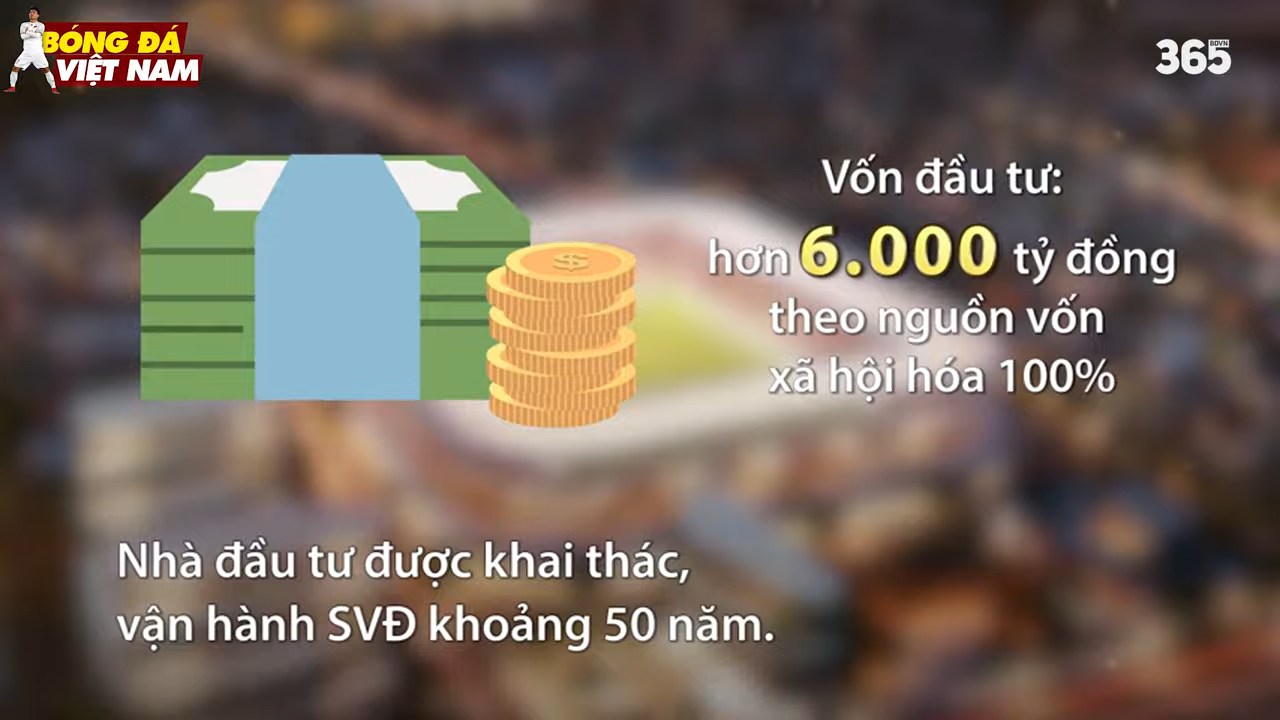 BÓNG ĐÁ
VIỆT NAM
365
BDVN
Vốn đầu tư:
hơn 6.000 tỷ đồng
theo nguồn vốn
xã hội hóa 100%
$
Nhà đầu tư được khai thác,
vận hành SVĐ khoảng 50 năm.